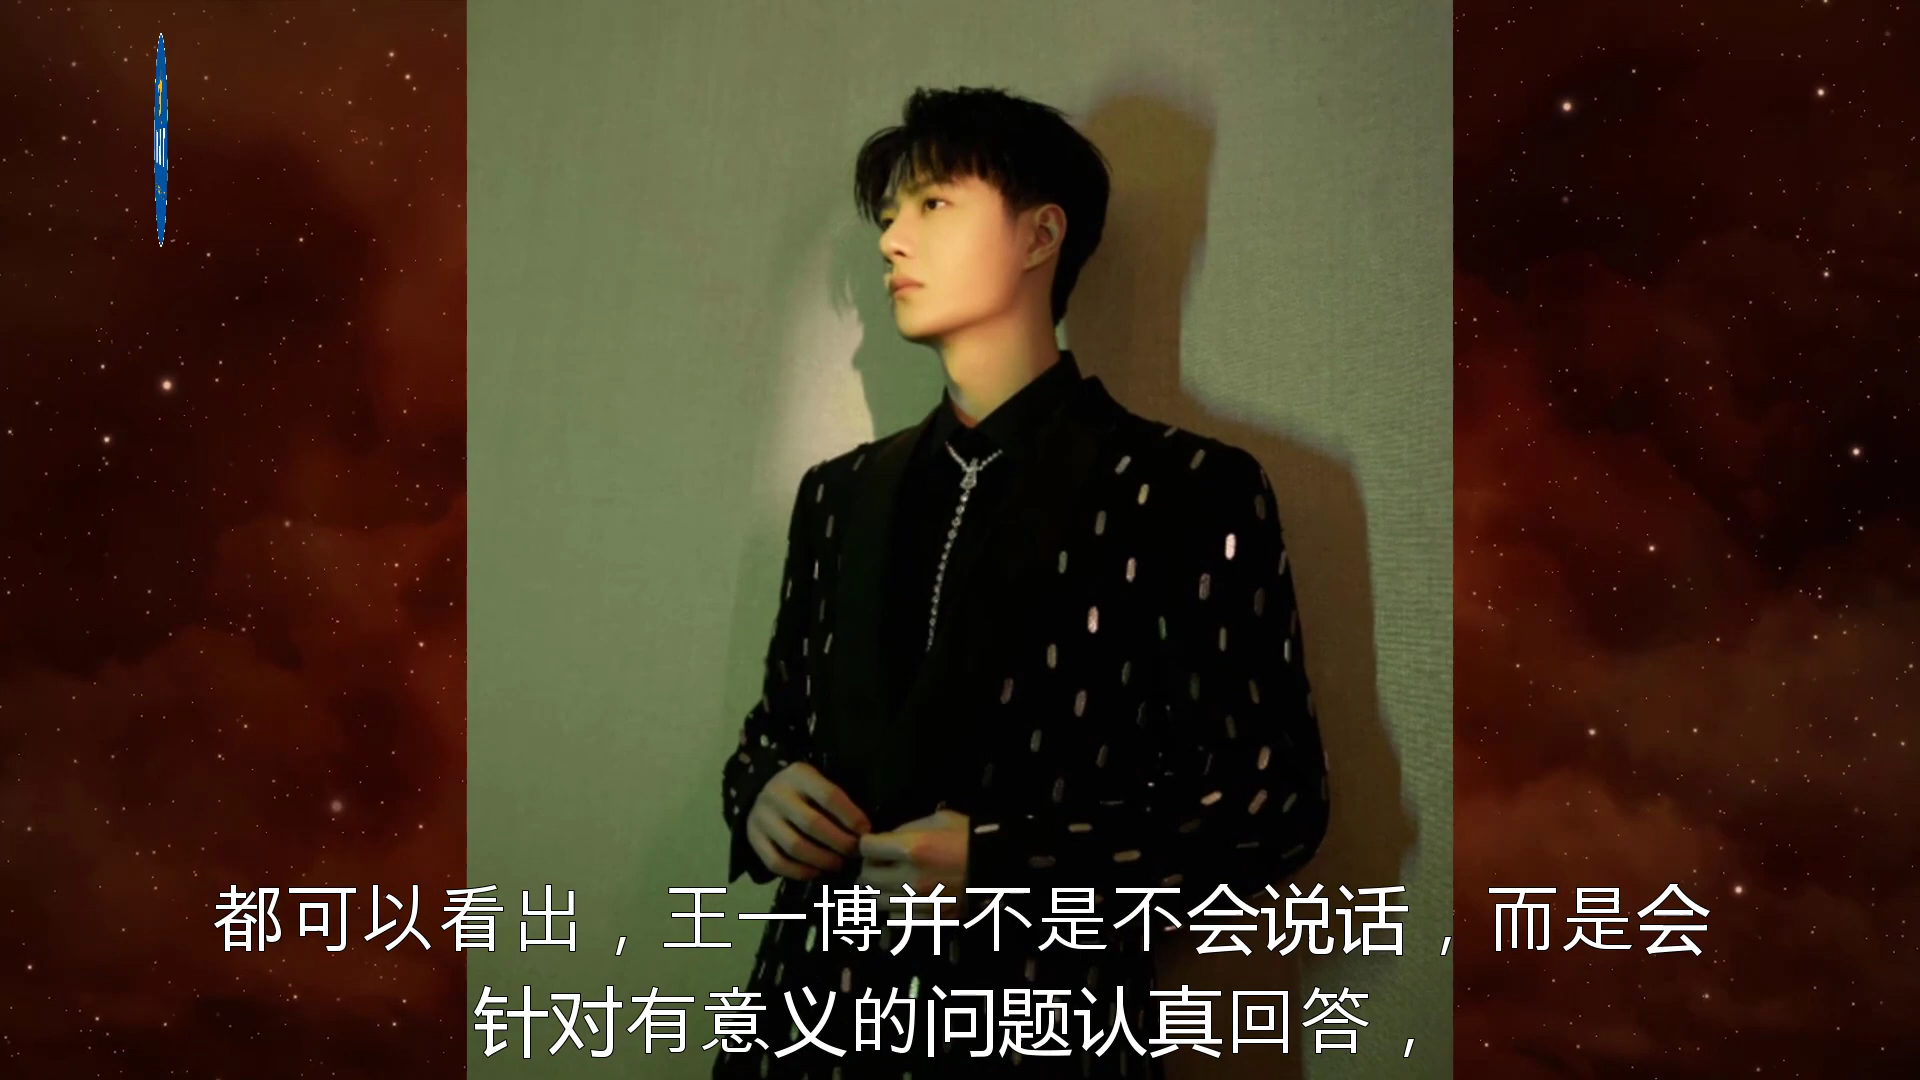 都可以看出，王一博并不是不会说话，而是会
针对有意义的问题认真回答，